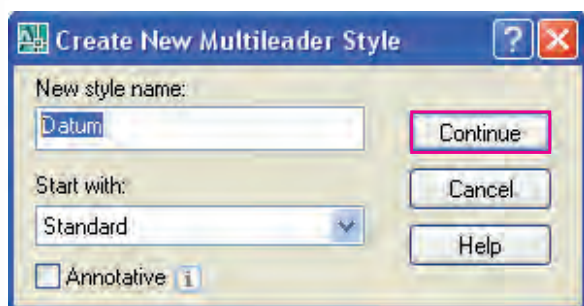 Create New Multileader Style
New style name:
Datum
Continue
Start with:
Cancel
Standard
Help
Annotative